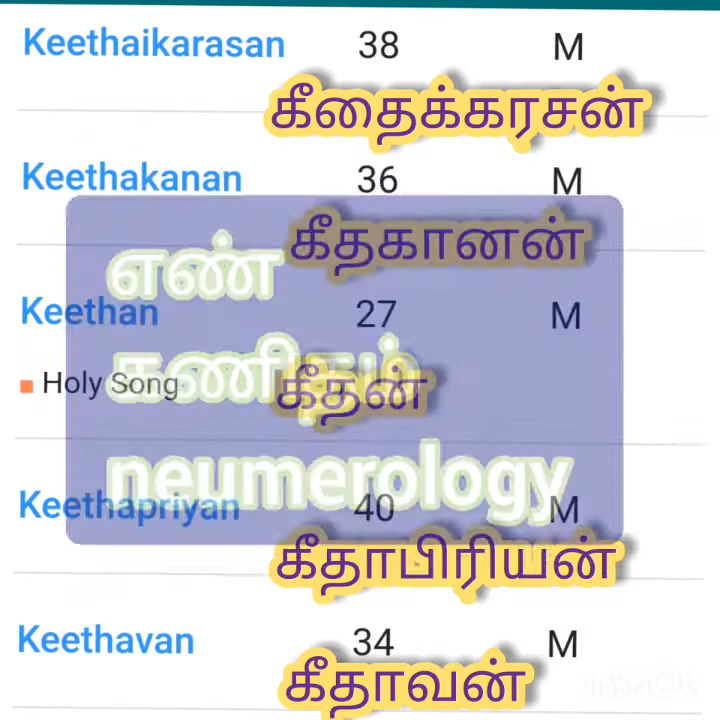 Keethaikarasan 38 M
கீதைக்கரசன்
Keethakanan 36 M
கீதகானன்
எண்
Keethan 27 M
கணிதம்
Holy Song
கீதன்
neumerology
Keethapriyan 40 M
கீதாபிரியன்
Keethavan 34 M
கீதாவன்